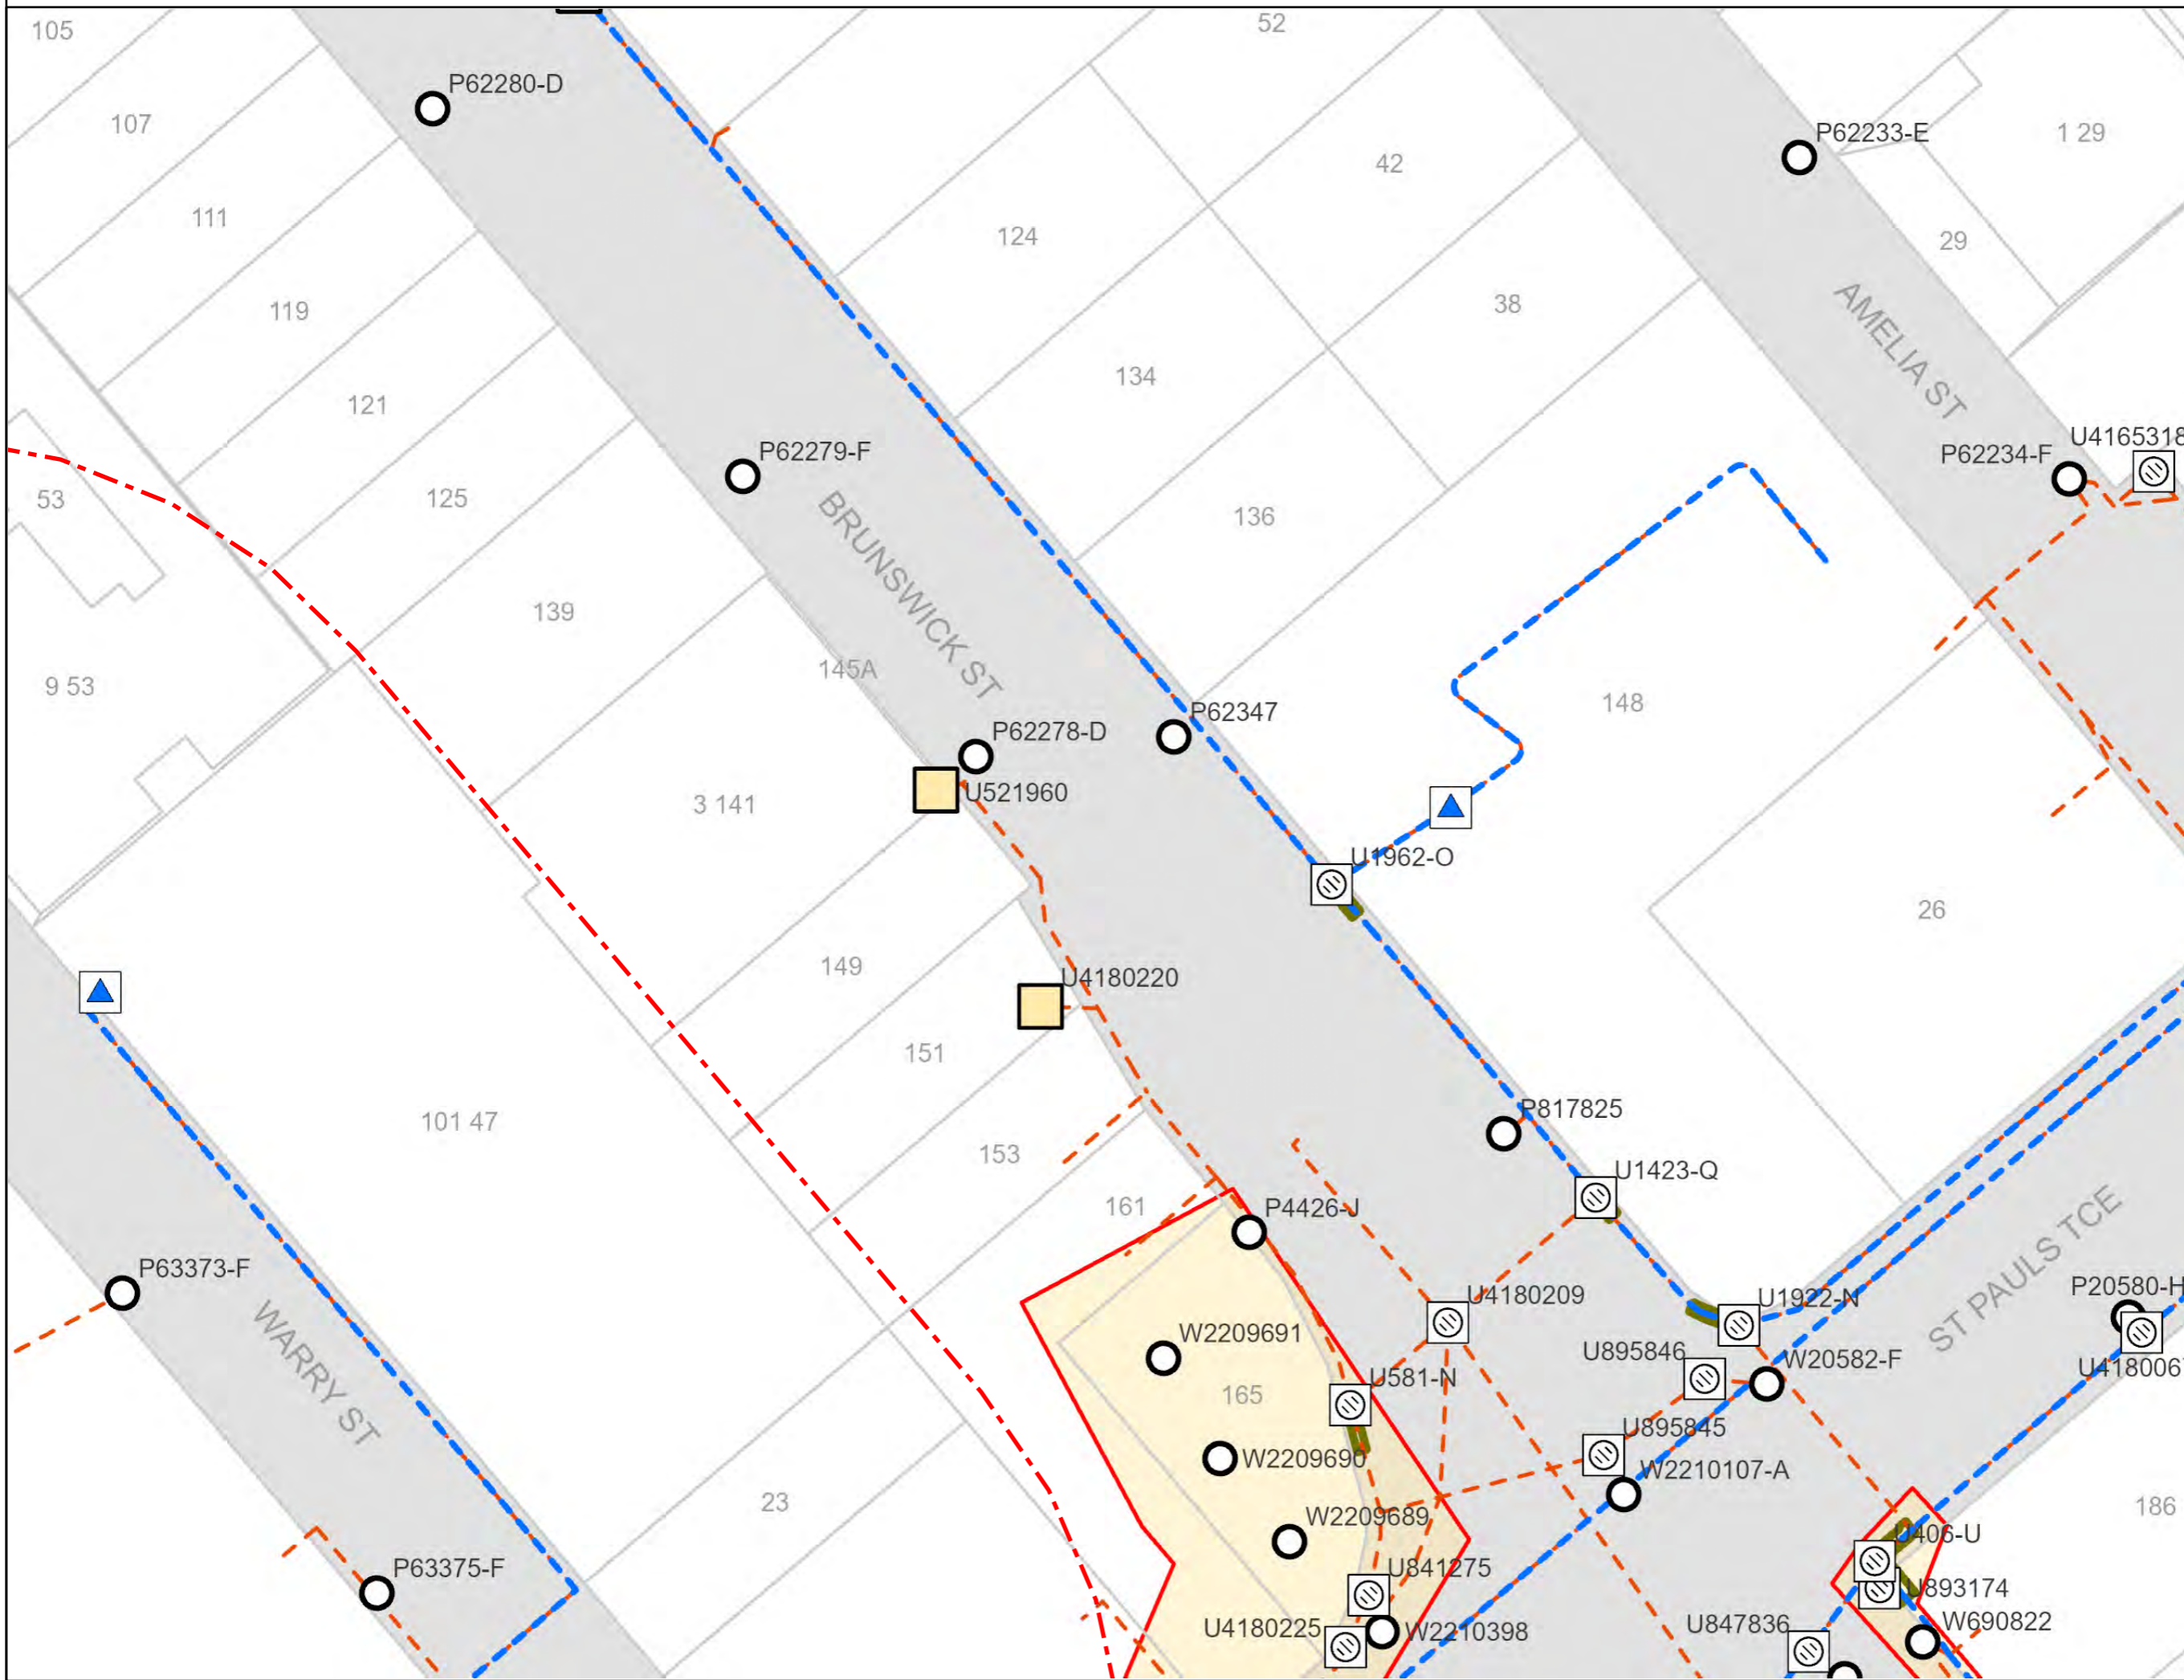 52
105
P62280-D
107
P62233-E
1 29
42
111
124
29
119
38
AMELIA ST
134
121
U4165318
P62279-F
P62234-F
53
125
136
BRUNSWICK ST
139
145A
9 53
148
P62347
P62278-D
U521960
3 141
U1962-O
26
149
U4180220
151
P817825
101 47
153
U1423-Q
161
P4426-J
ST PAULS TCE
P63373-F
P20580-H
U4180209
U1922-N
WARRY ST
W2209691
U895846
W20582-F
U418006
165
U581-N
U895845
W2209690
W2210107-A
23
186
W2209689
U406-U
P63375-F
U841275
U893174
U4180225
W2210398
U847836
W690822